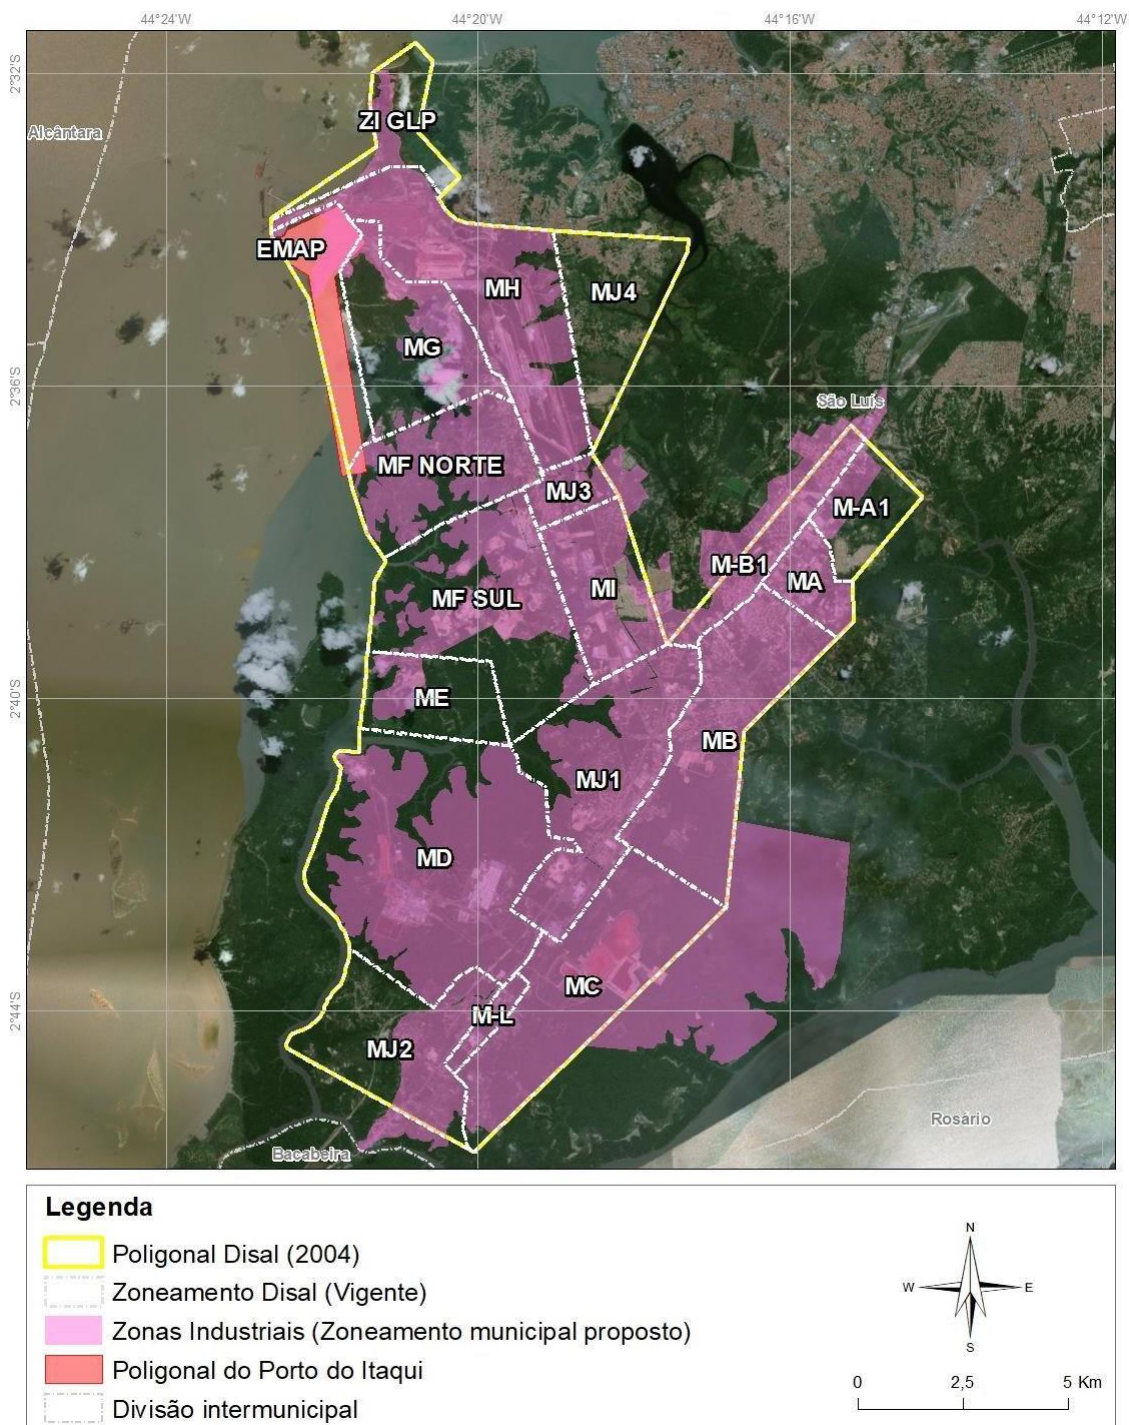 44°24'W 44°20'W 44°16'W 44°12'W
2°32'S
Alcântara
ZI GLP
EMAP
MH
MJ4
MG
2°36'S
São Luís
MF NORTE
MJ3
M-A1
M-B1
MA
MI
MF SUL
2°40'S
ME
MB
MJ1
MD
MC
2°44'S
M-L
MJ2
Rosário
Bacabeira
Legenda
Poligonal Disal (2004)
Zoneamento Disal (Vigente)
Zonas Industriais (Zoneamento municipal proposto)
Poligonal do Porto do Itaqui
Divisão intermunicipal
N
W E
S
0 2,5 5 Km